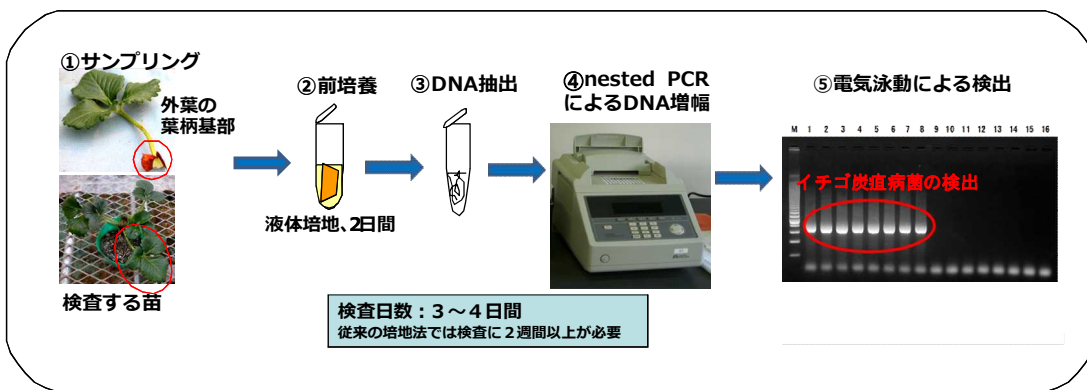 ①サンプリング
外葉の
葉柄基部
検査する苗
②前培養
液体培地、2日間
③DNA抽出
④nested PCR
によるDNA増幅
⑤電気泳動による検出
M 1 2 3 4 5 6 7 8 9 10 11 12 13 14 15 16
イチゴ炭疽病菌の検出
検査日数：３～４日間
従来の培地法では検査に２週間以上が必要